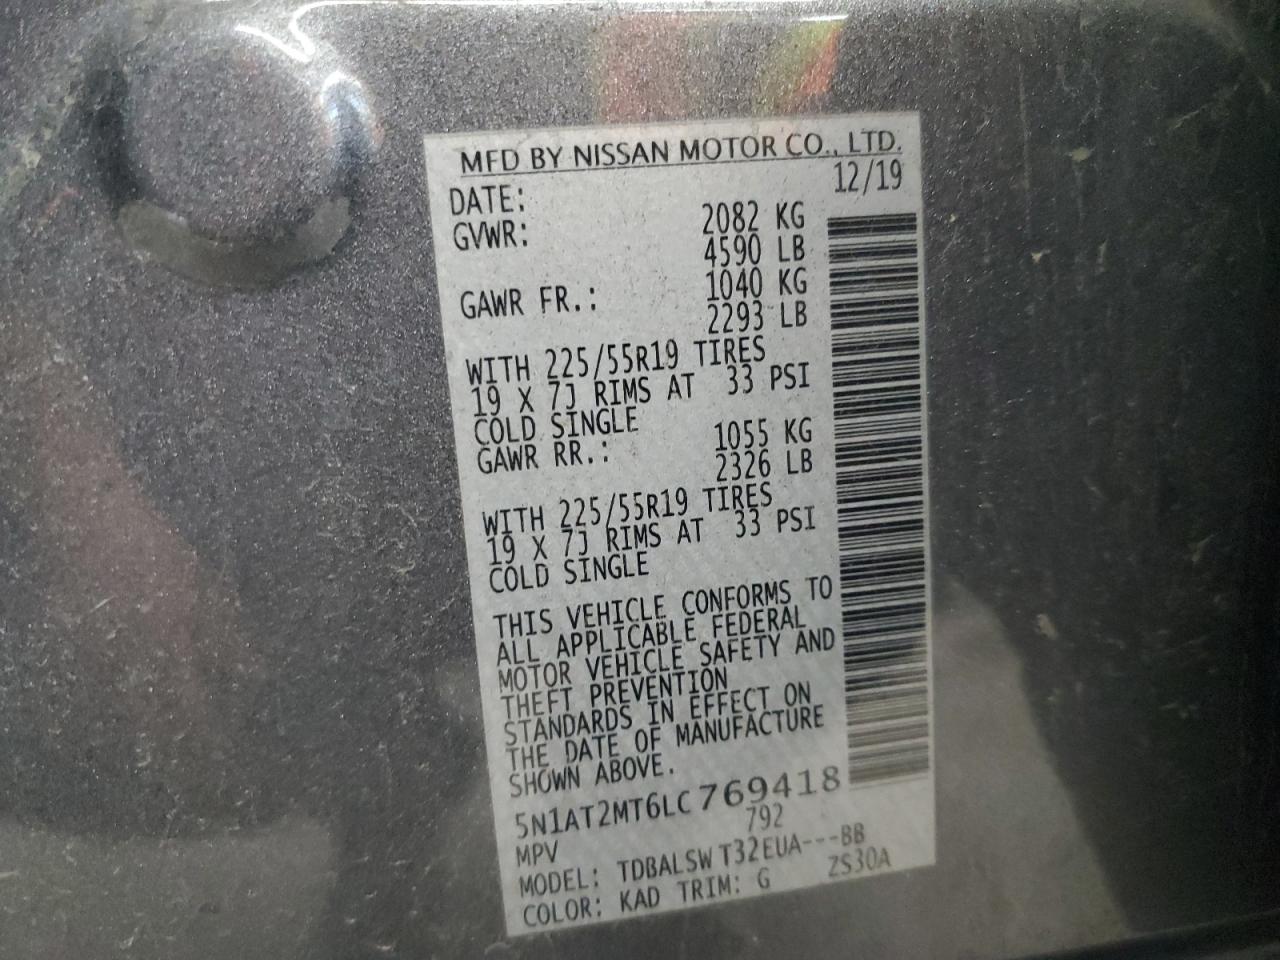 MFD BY NISSAN MOTOR CO., LTD.
DATE: 12/19
GVWR: 2082 KG
4590 LB
GAWR FR.: 1040 KG
2293 LB
WITH 225/55R19 TIRES
19 X 7J RIMS AT 33 PSI
COLD SINGLE
GAWR RR.: 1055 KG
2326 LB
WITH 225/55R19 TIRES
19 X 7J RIMS AT 33 PSI
COLD SINGLE
THIS VEHICLE CONFORMS TO
ALL APPLICABLE FEDERAL
MOTOR VEHICLE SAFETY AND
THEFT PREVENTION
STANDARDS IN EFFECT ON
THE DATE OF MANUFACTURE
SHOWN ABOVE.
5N1AT2MT6LC769418
MPV 792
MODEL: TDBALSW T32EUA---BB
COLOR: KAD TRIM: G ZS30A